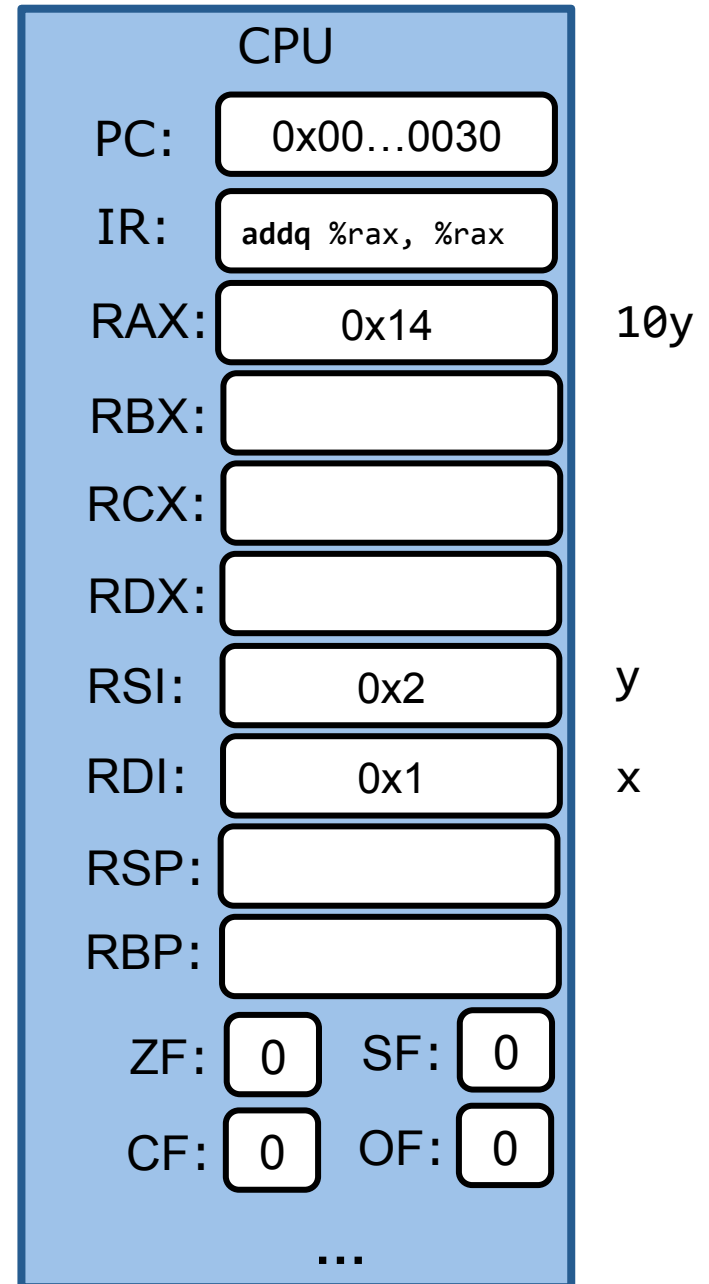 CPU
PC: 0x00…0030
IR: addq %rax, %rax
RAX: 0x14 10y
RBX:
RCX:
RDX:
RSI: 0x2 y
RDI: 0x1 x
RSP:
RBP:
ZF: 0 SF: 0
CF: 0 OF: 0
…